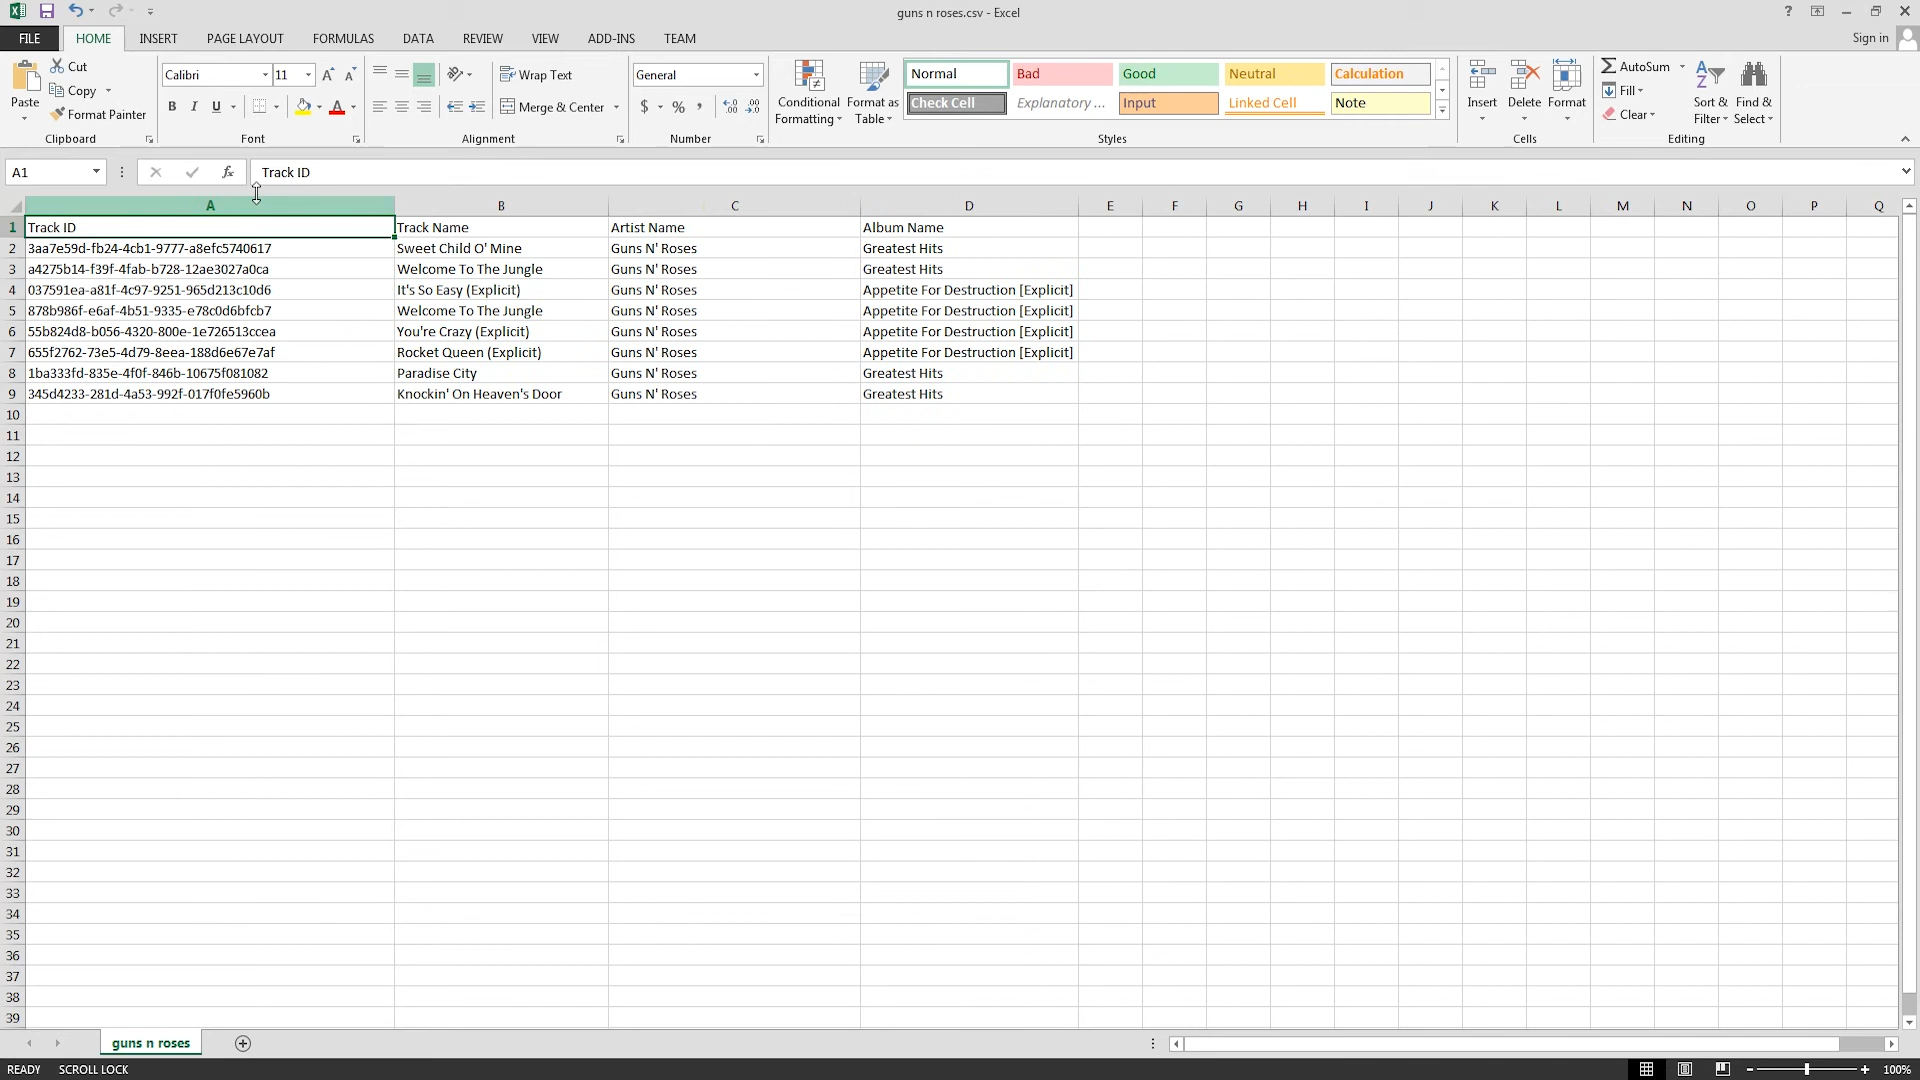 guns n roses.csv - Excel
?
FILE HOME INSERT PAGE LAYOUT FORMULAS DATA REVIEW VIEW ADD-INS TEAM Sign in
Paste
Cut
Copy
Format Painter
Clipboard
Calibri 11
B I U
Font
Wrap Text
Merge & Center
Alignment
General
$ % ,
Number
Conditional Formatting
Format as Table
Normal Bad Good Neutral Calculation
Check Cell Explanatory ... Input Linked Cell Note
Styles
Insert Delete Format
Cells
AutoSum
Fill
Clear
Sort & Filter
Find & Select
Editing
A1 fx Track ID
A B C D E F G H I J K L M N O P Q
1 Track ID Track Name Artist Name Album Name
2 3aa7e59d-fb24-4cb1-9777-a8efc5740617 Sweet Child O' Mine Guns N' Roses Greatest Hits
3 a4275b14-f39f-4fab-b728-12ae3027a0ca Welcome To The Jungle Guns N' Roses Greatest Hits
4 037591ea-a81f-4c97-9251-965d213c10d6 It's So Easy (Explicit) Guns N' Roses Appetite For Destruction [Explicit]
5 878b986f-e6af-4b51-9335-e78c0d6bfcb7 Welcome To The Jungle Guns N' Roses Appetite For Destruction [Explicit]
6 55b824d8-b056-4320-800e-1e726513ccea You're Crazy (Explicit) Guns N' Roses Appetite For Destruction [Explicit]
7 655f2762-73e5-4d79-8eea-188d6e67e7af Rocket Queen (Explicit) Guns N' Roses Appetite For Destruction [Explicit]
8 1ba333fd-835e-4f0f-846b-10675f081082 Paradise City Guns N' Roses Greatest Hits
9 345d4233-281d-4a53-992f-017f0fe5960b Knockin' On Heaven's Door Guns N' Roses Greatest Hits
10
11
12
13
14
15
16
17
18
19
20
21
22
23
24
25
26
27
28
29
30
31
32
33
34
35
36
37
38
39
guns n roses
READY SCROLL LOCK 100%